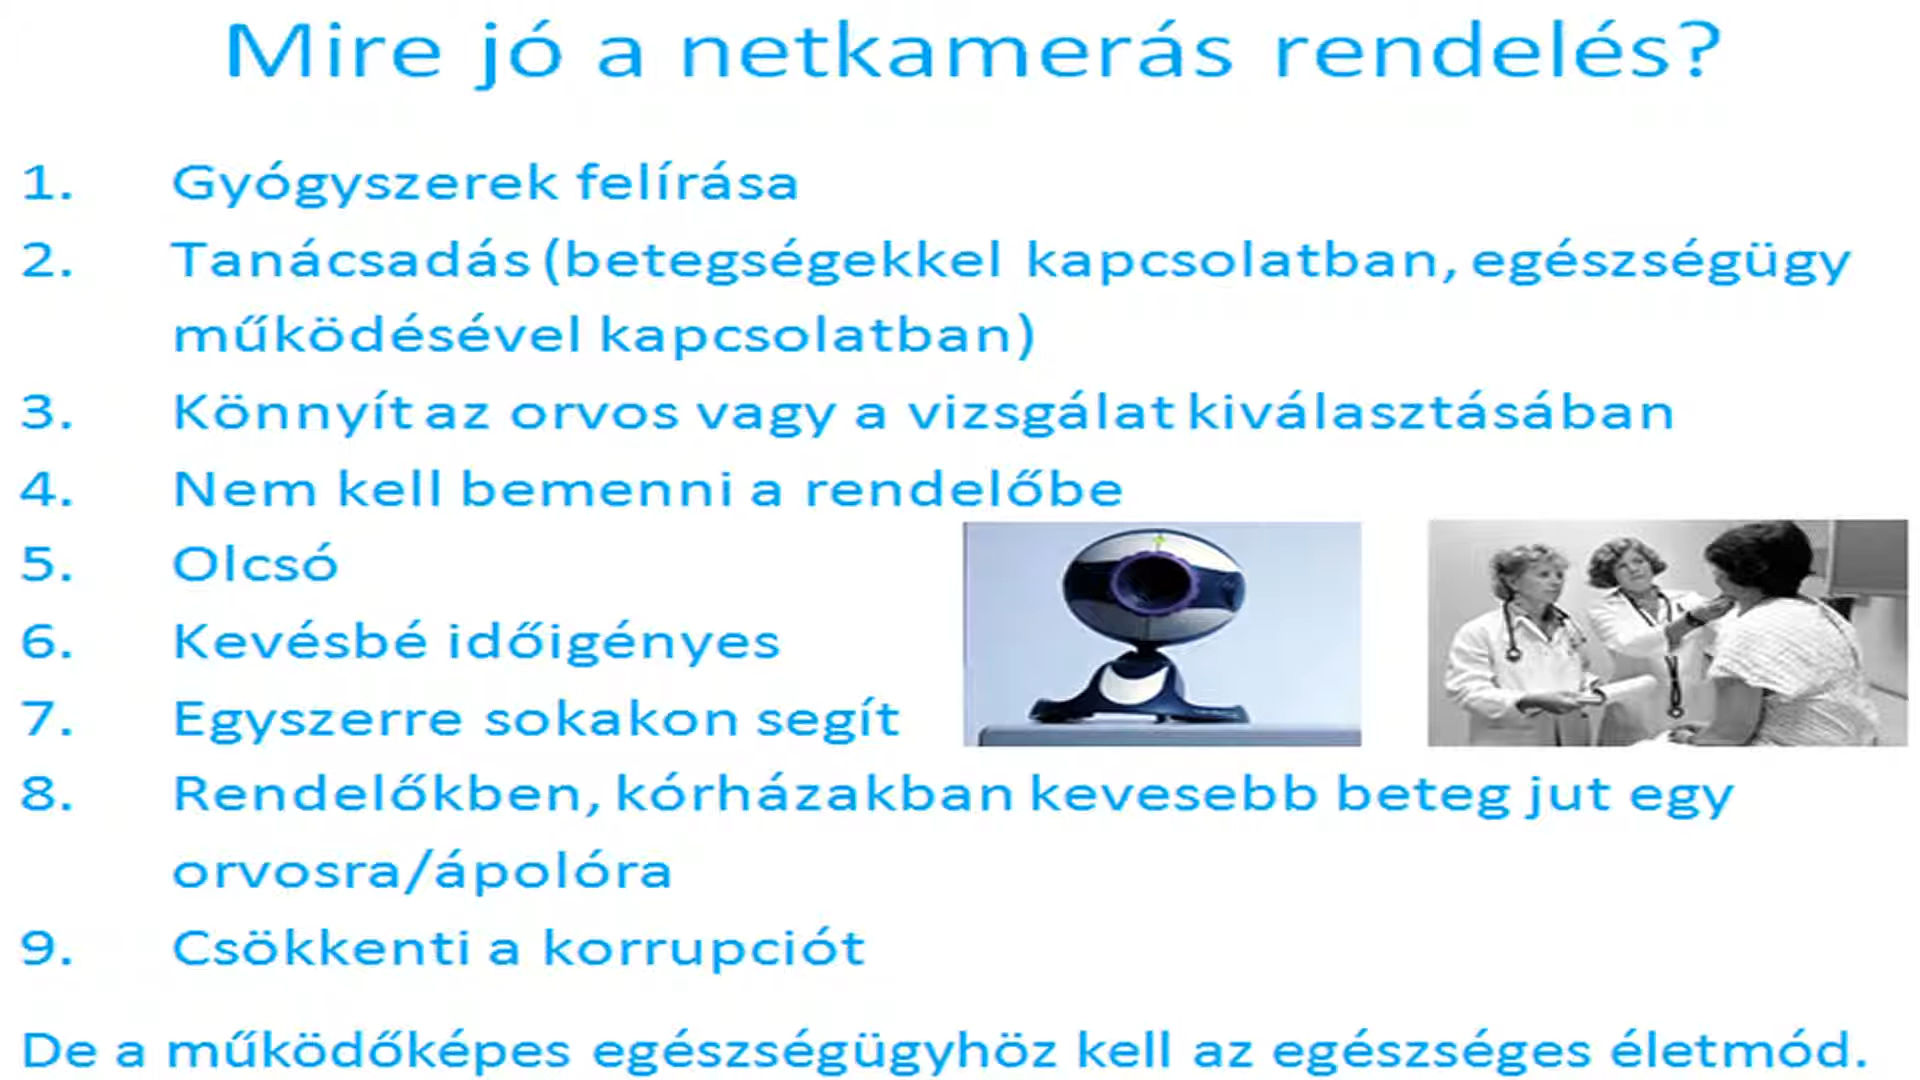 Mire jó a netkamerás rendelés?
1. Gyógyszerek felírása
2. Tanácsadás (betegségekkel kapcsolatban, egészségügy
működésével kapcsolatban)
3. Könnyít az orvos vagy a vizsgálat kiválasztásában
4. Nem kell bemenni a rendelőbe
5. Olcsó
6. Kevésbé időigényes
7. Egyszerre sokakon segít
8. Rendelőkben, kórházakban kevesebb beteg jut egy
orvosra/ápolóra
9. Csökkenti a korrupciót
De a működőképes egészségügyhöz kell az egészséges életmód.